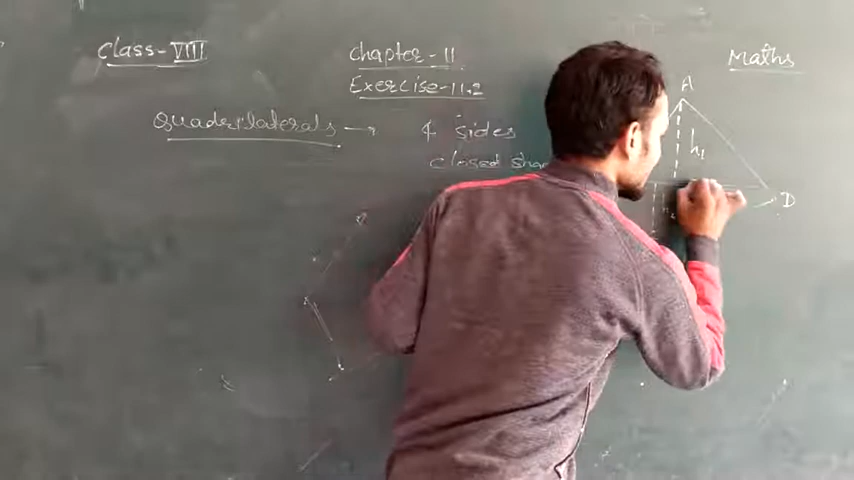 Class-VIII
Chapter-11
Exercise-11.2
Maths
Quadrilaterals →
4 sides
closed
A
h₁
D